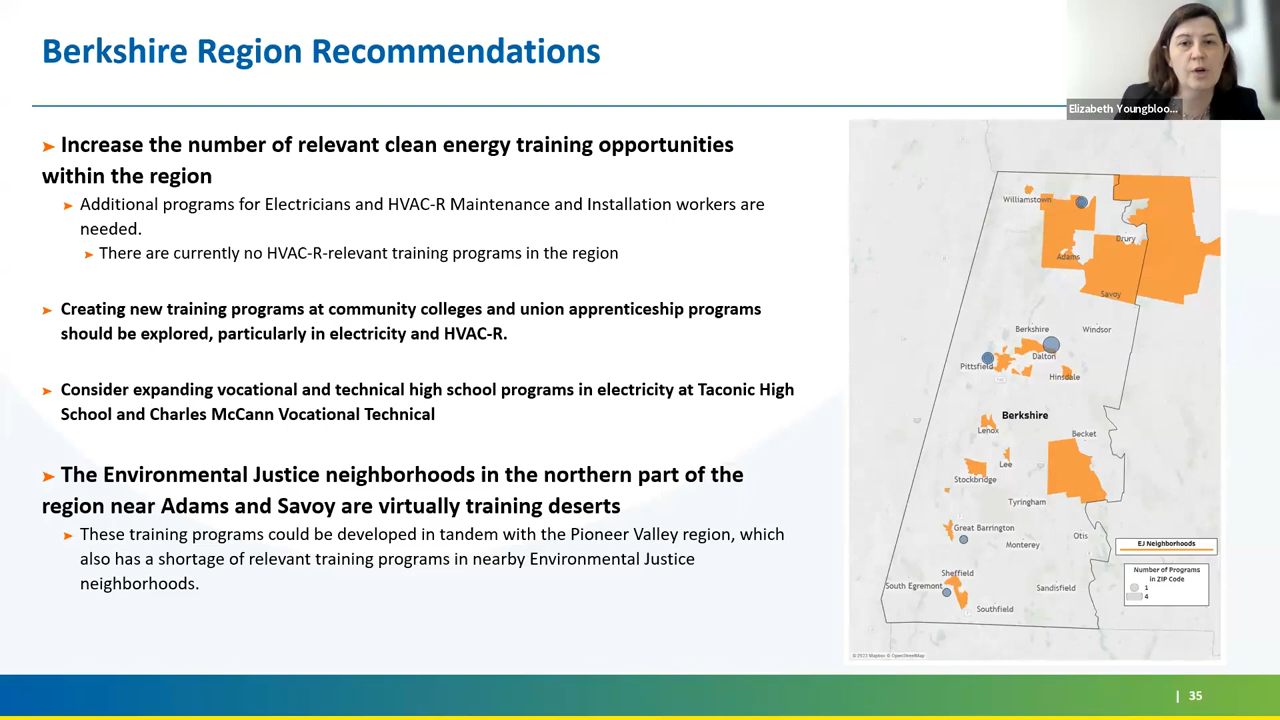 Berkshire Region Recommendations
Elizabeth Youngbloo...
➤ Increase the number of relevant clean energy training opportunities
within the region
➤ Additional programs for Electricians and HVAC-R Maintenance and Installation workers are
needed.
➤ There are currently no HVAC-R-relevant training programs in the region
➤ Creating new training programs at community colleges and union apprenticeship programs
should be explored, particularly in electricity and HVAC-R.
➤ Consider expanding vocational and technical high school programs in electricity at Taconic High
School and Charles McCann Vocational Technical
➤ The Environmental Justice neighborhoods in the northern part of the
region near Adams and Savoy are virtually training deserts
➤ These training programs could be developed in tandem with the Pioneer Valley region, which
also has a shortage of relevant training programs in nearby Environmental Justice
neighborhoods.
Williamstown
Drury
Adams
Savoy
Berkshire
Windsor
Dalton
Pittsfield
Hinsdale
Berkshire
Lenox
Becket
Lee
Stockbridge
Tyringham
Great Barrington
Otis
Monterey
EJ Neighborhoods
Number of Programs
in ZIP Code
1
4
Sheffield
South Egremont
Sandisfield
Southfield
© 2023 Mapbox © OpenStreetMap
| 35